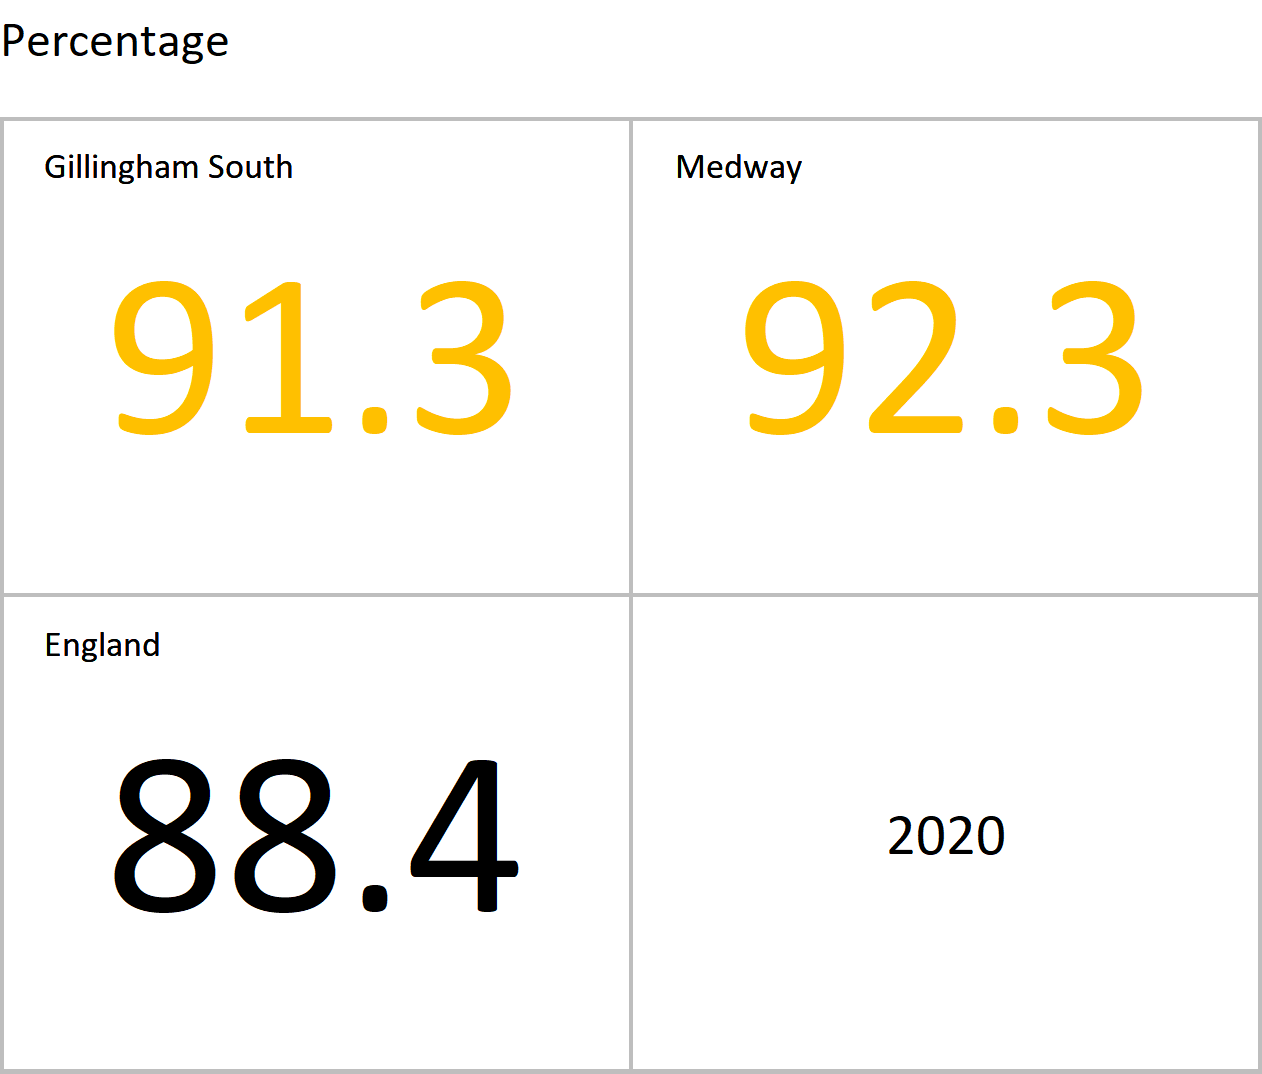 Percentage
Gillingham South
Medway
91.3
92.3
England
88.4
2020